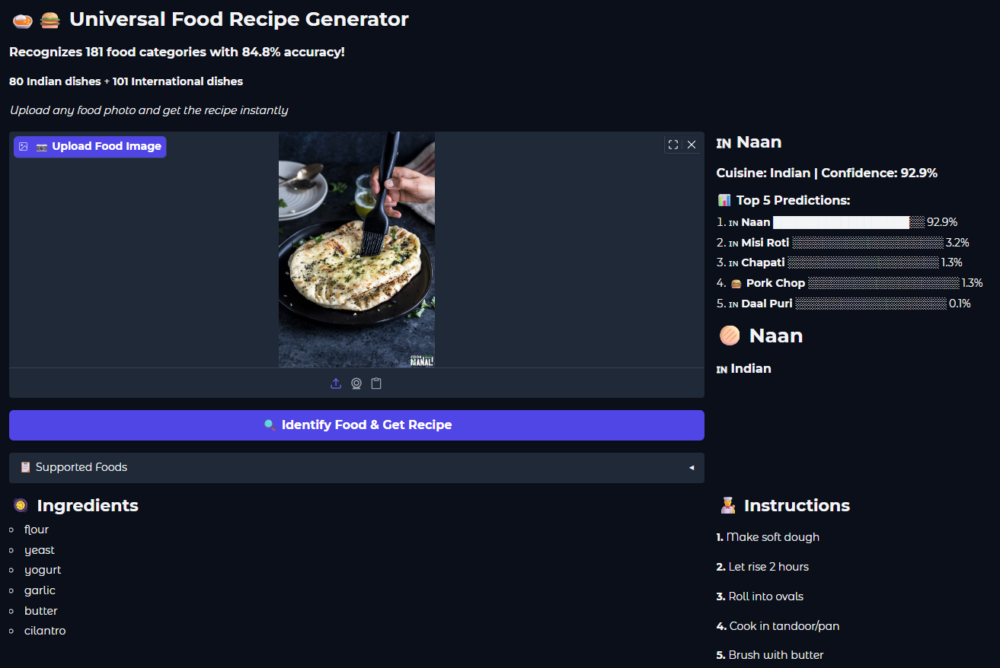 Universal Food Recipe Generator
Recognizes 181 food categories with 84.8% accuracy!
80 Indian dishes + 101 International dishes
Upload any food photo and get the recipe instantly
Upload Food Image
COOK WITH
MANALI
IN Naan
Cuisine: Indian | Confidence: 92.9%
Top 5 Predictions:
1. IN Naan 92.9%
2. IN Misi Roti 3.2%
3. IN Chapati 1.3%
4. Pork Chop 1.3%
5. IN Daal Puri 0.1%
Naan
IN Indian
Identify Food & Get Recipe
Supported Foods
Ingredients
flour
yeast
yogurt
garlic
butter
cilantro
Instructions
1. Make soft dough
2. Let rise 2 hours
3. Roll into ovals
4. Cook in tandoor/pan
5. Brush with butter